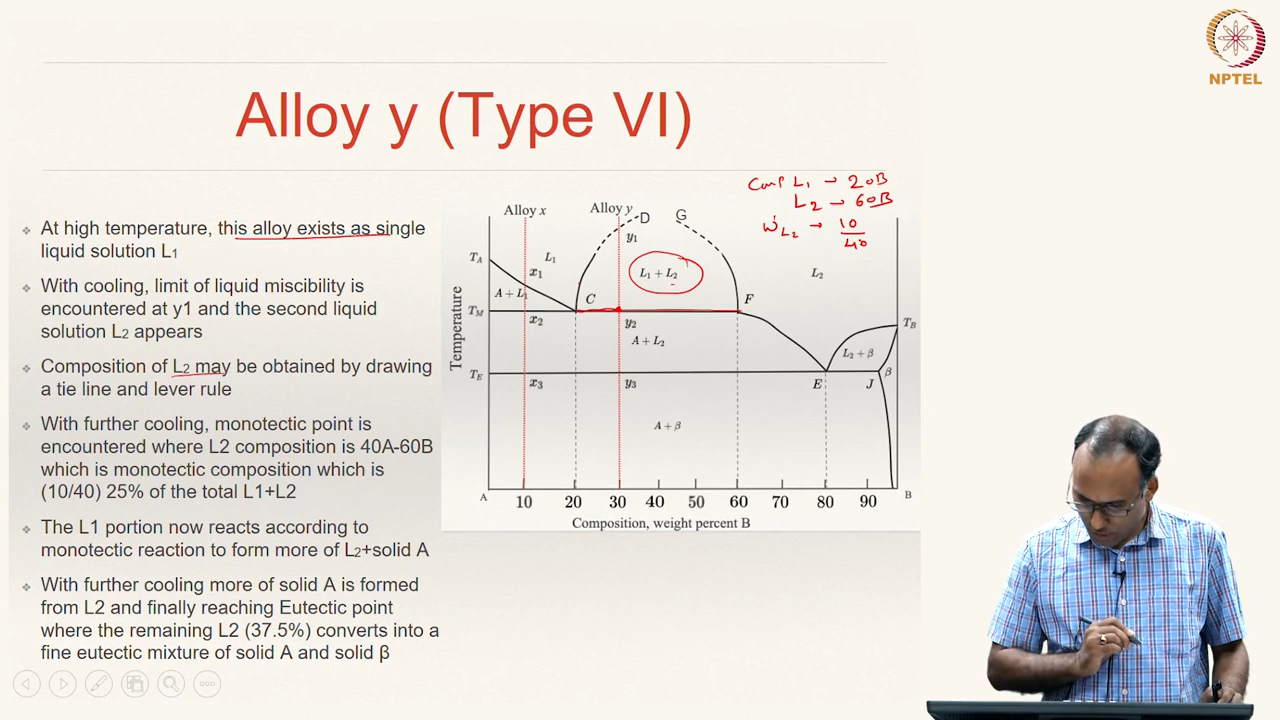 NPTEL
Alloy y (Type VI)
At high temperature, this alloy exists as single
liquid solution L1
With cooling, limit of liquid miscibility is
encountered at y1 and the second liquid
solution L2 appears
Composition of L2 may be obtained by drawing
a tie line and lever rule
With further cooling, monotectic point is
encountered where L2 composition is 40A-60B
which is monotectic composition which is
(10/40) 25% of the total L1+L2
The L1 portion now reacts according to
monotectic reaction to form more of L2+solid A
With further cooling more of solid A is formed
from L2 and finally reaching Eutectic point
where the remaining L2 (37.5%) converts into a
fine eutectic mixture of solid A and solid β
Comp L1 → 20B
L2 → 60B
WL2 → 10
40
Alloy x Alloy y D G
y1
TA x1 L1 L1 + L2 L2
A + L1 C F
TM x2 y2 TB
A + L2 L2 + β
TE x3 y3 E J β
A + β
Temperature
A 10 20 30 40 50 60 70 80 90 B
Composition, weight percent B